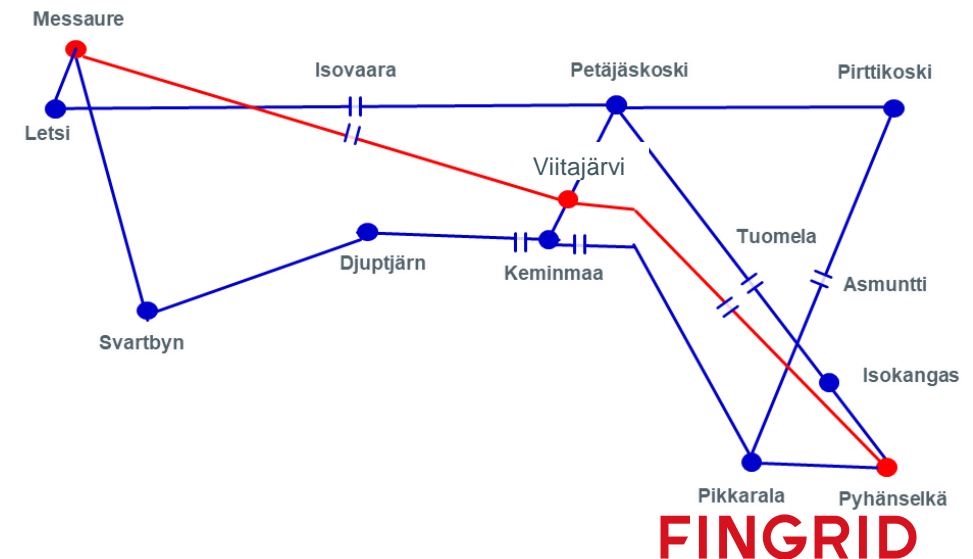 Messaure
Isovaara
Petäjäskoski
Pirttikoski
Letsi
Viitajärvi
Tuomela
Djuptjärn
Keminmaa
Asmuntti
Svartbyn
Isokangas
Pikkarala
Pyhänselkä
FINGRID